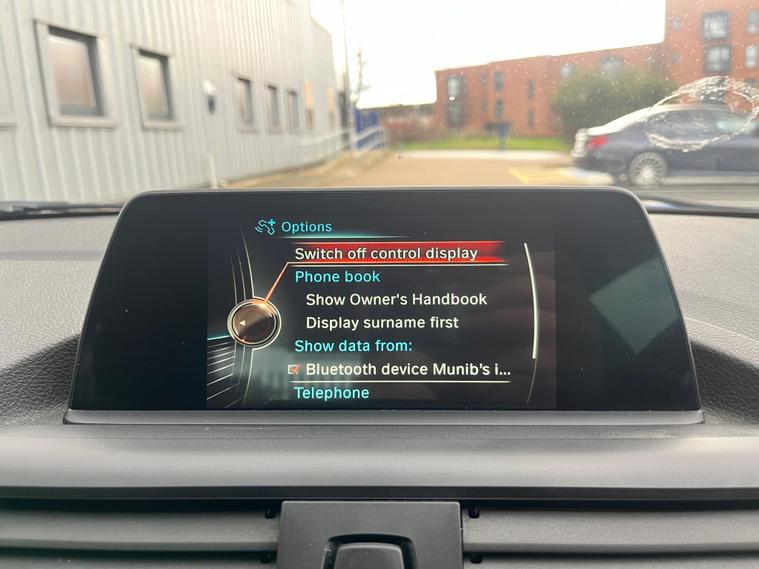 Options
Switch off control display
Phone book
Show Owner's Handbook
Display surname first
Show data from:
Bluetooth device Munib's i...
Telephone